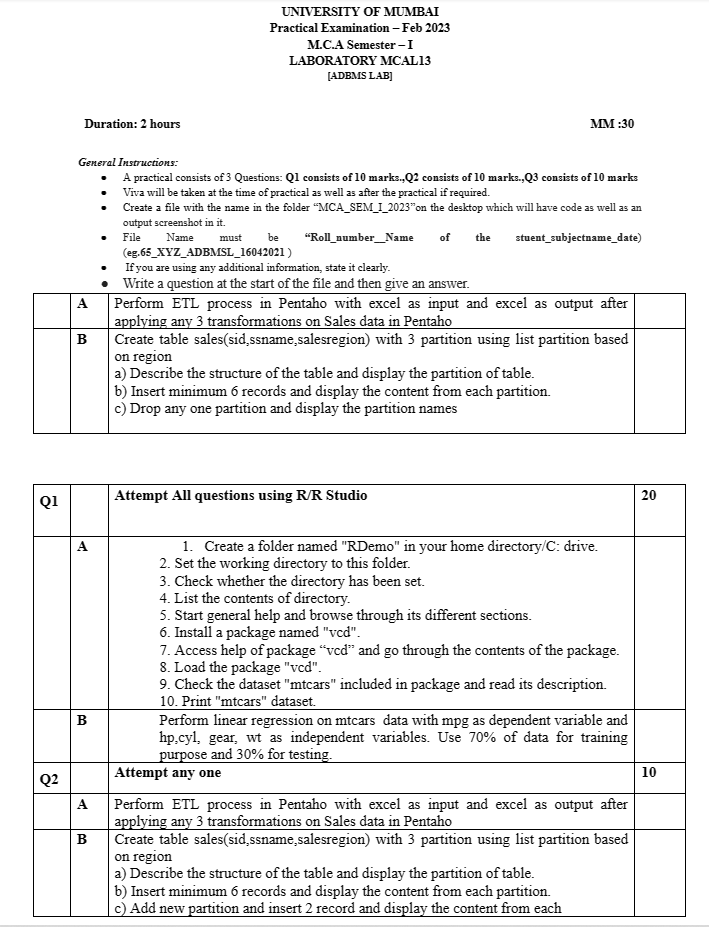 UNIVERSITY OF MUMBAI
Practical Examination – Feb 2023
M.C.A Semester – I
LABORATORY MCAL13
[ADBMS LAB]
Duration: 2 hours MM :30
General Instructions:
• A practical consists of 3 Questions: Q1 consists of 10 marks.,Q2 consists of 10 marks.,Q3 consists of 10 marks
• Viva will be taken at the time of practical as well as after the practical if required.
• Create a file with the name in the folder “MCA_SEM_I_2023”on the desktop which will have code as well as an
output screenshot in it.
• File Name must be “Roll_number__Name of the stuent_subjectname_date)
(eg.65_XYZ_ADBMSL_16042021 )
• If you are using any additional information, state it clearly.
• Write a question at the start of the file and then give an answer.
A Perform ETL process in Pentaho with excel as input and excel as output after
applying any 3 transformations on Sales data in Pentaho
B Create table sales(sid,ssname,salesregion) with 3 partition using list partition based
on region
a) Describe the structure of the table and display the partition of table.
b) Insert minimum 6 records and display the content from each partition.
c) Drop any one partition and display the partition names
Q1 Attempt All questions using R/R Studio 20
A 1. Create a folder named "RDemo" in your home directory/C: drive.
2. Set the working directory to this folder.
3. Check whether the directory has been set.
4. List the contents of directory.
5. Start general help and browse through its different sections.
6. Install a package named "vcd".
7. Access help of package “vcd” and go through the contents of the package.
8. Load the package "vcd".
9. Check the dataset "mtcars" included in package and read its description.
10. Print "mtcars" dataset.
B Perform linear regression on mtcars data with mpg as dependent variable and
hp,cyl, gear, wt as independent variables. Use 70% of data for training
purpose and 30% for testing.
Q2 Attempt any one 10
A Perform ETL process in Pentaho with excel as input and excel as output after
applying any 3 transformations on Sales data in Pentaho
B Create table sales(sid,ssname,salesregion) with 3 partition using list partition based
on region
a) Describe the structure of the table and display the partition of table.
b) Insert minimum 6 records and display the content from each partition.
c) Add new partition and insert 2 record and display the content from each